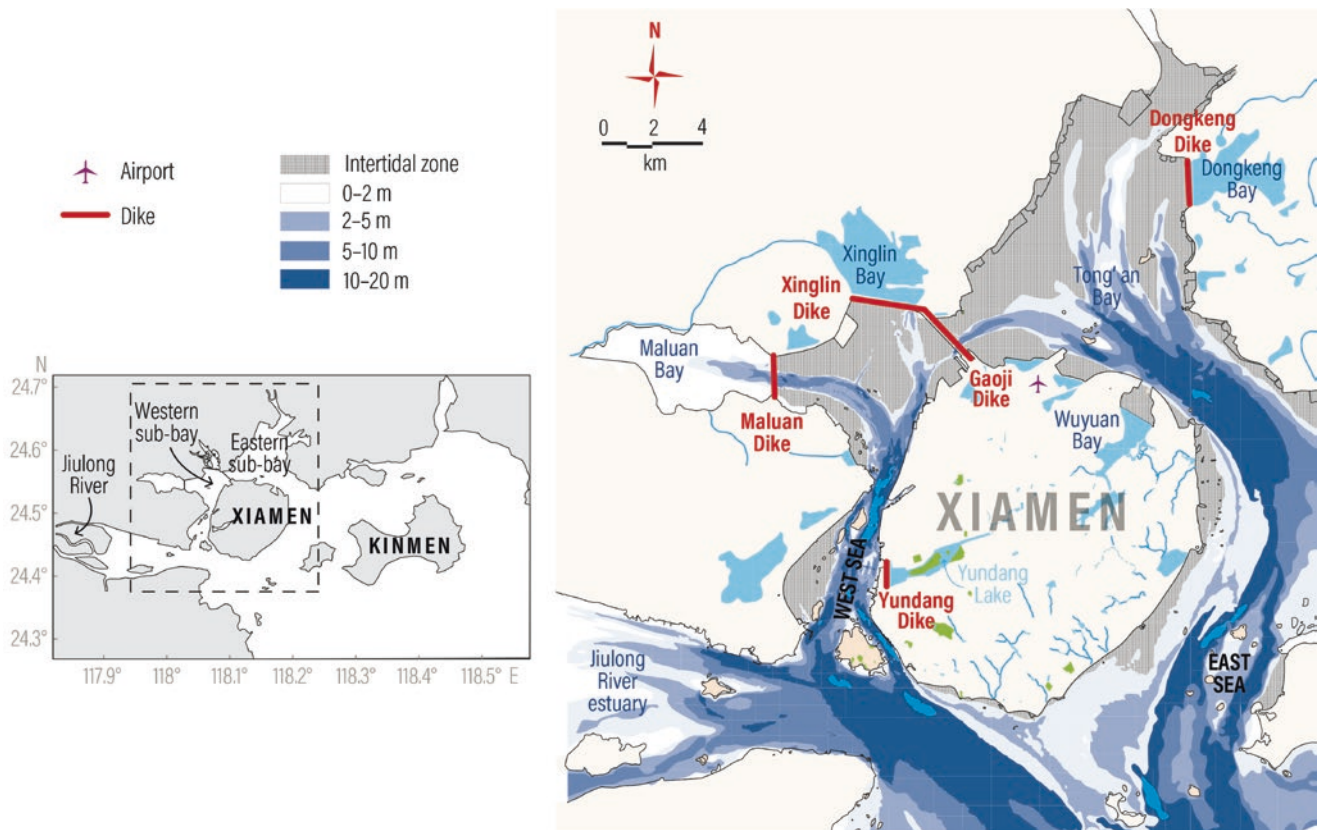 Airport
Dike
Intertidal zone
0–2 m
2–5 m
5–10 m
10–20 m
N
24.7°
24.6°
24.5°
24.4°
24.3°
117.9°
118°
118.1°
118.2°
118.3°
118.4°
118.5° E
Western
sub-bay
Eastern
sub-bay
Jiulong
River
XIAMEN
KINMEN
N
0 2 4
km
Dongkeng
Dike
Dongkeng
Bay
Xinglin
Bay
Xinglin
Dike
Tong'an
Bay
Maluan
Bay
Gaoji
Dike
Maluan
Dike
Wuyuan
Bay
XIAMEN
WEST SEA
Yundang
Lake
Yundang
Dike
Jiulong
River
estuary
EAST
SEA